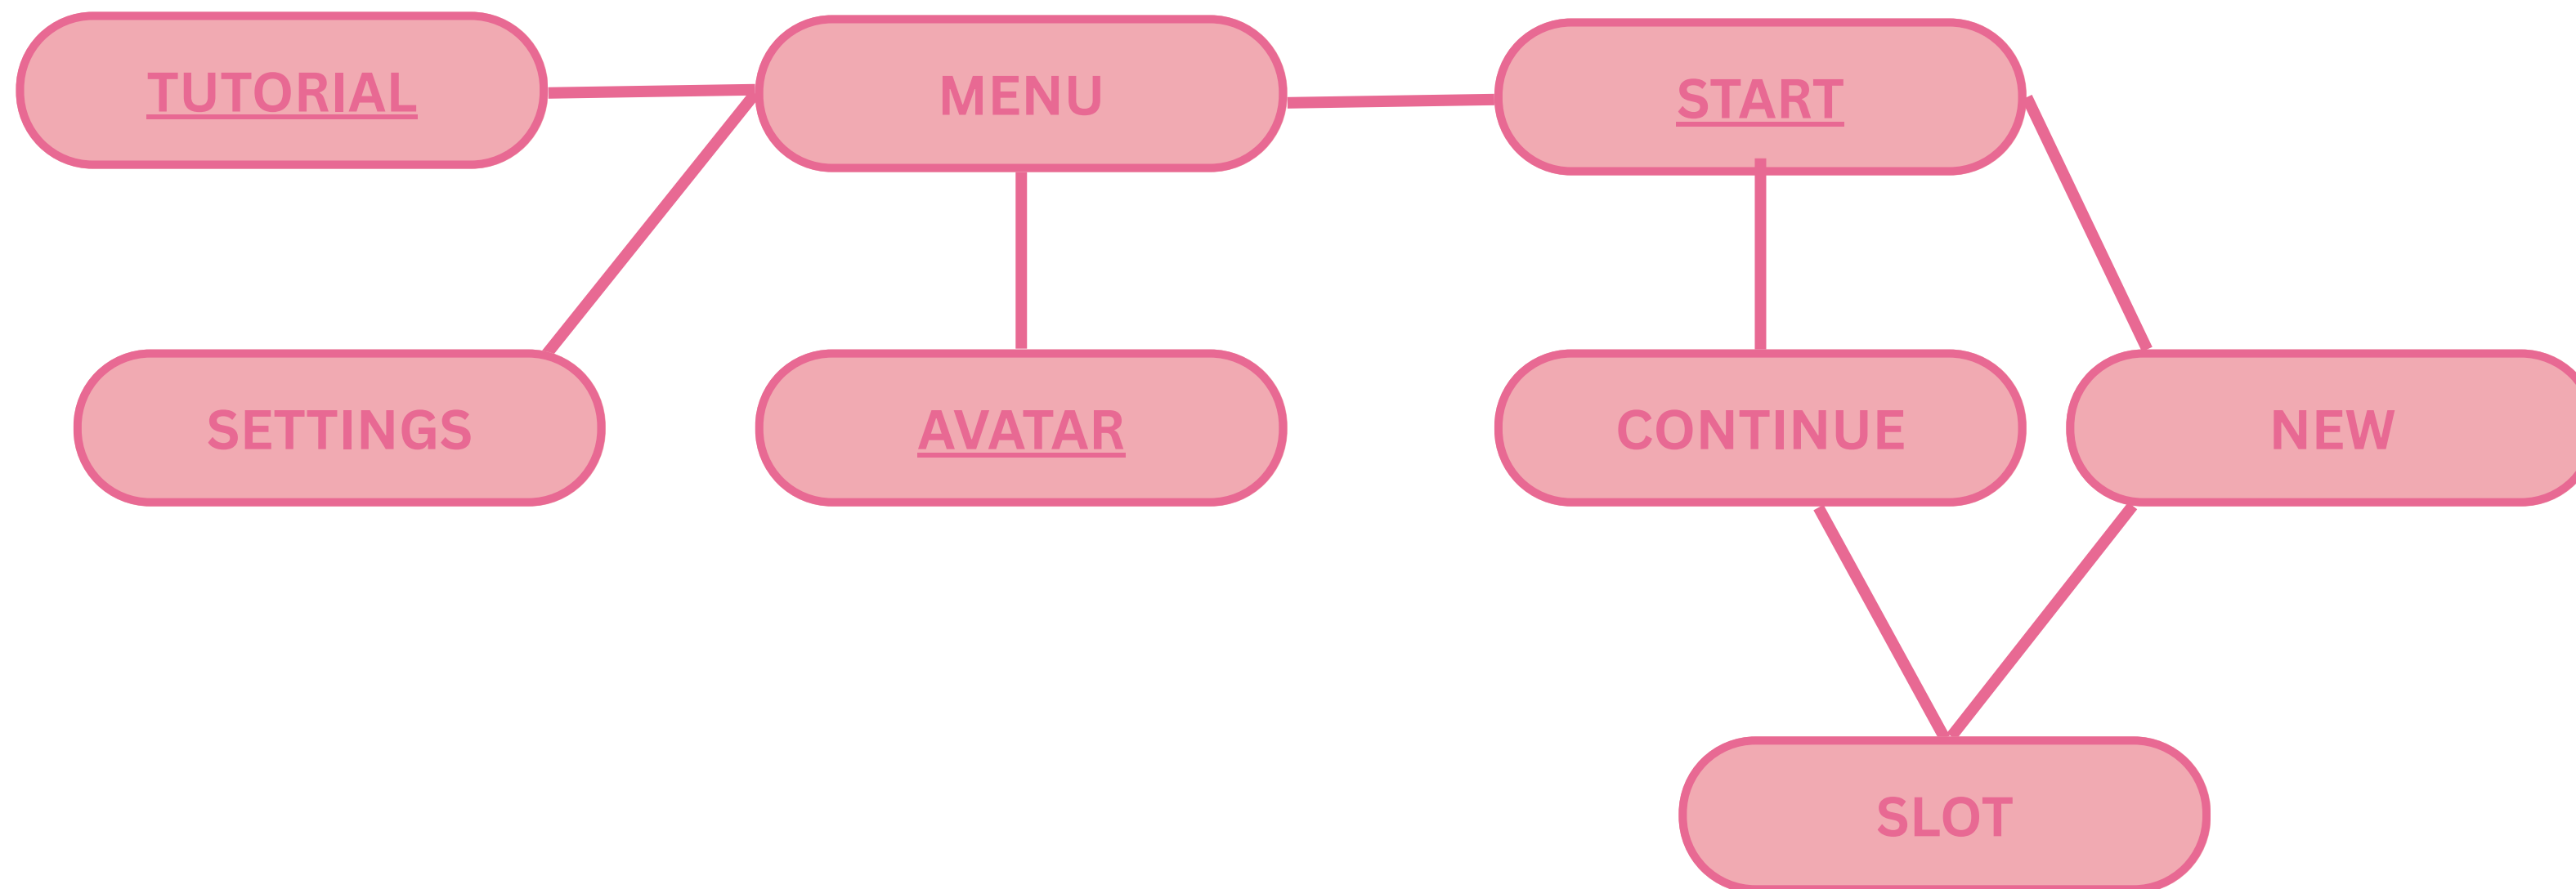 TUTORIAL
MENU
START
SETTINGS
AVATAR
CONTINUE
NEW
SLOT